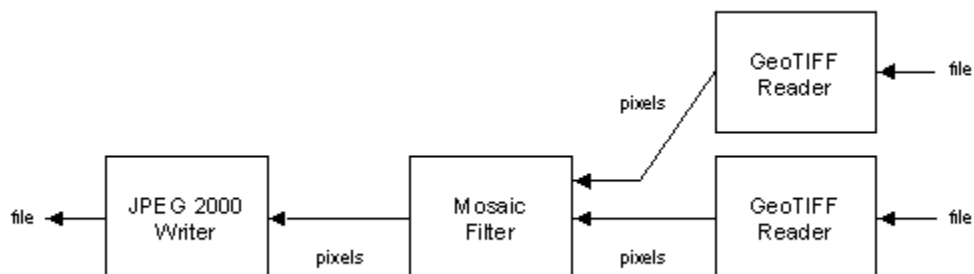 GeoTIFF
Reader
file
pixels
file
JPEG 2000
Writer
pixels
Mosaic
Filter
pixels
GeoTIFF
Reader
file